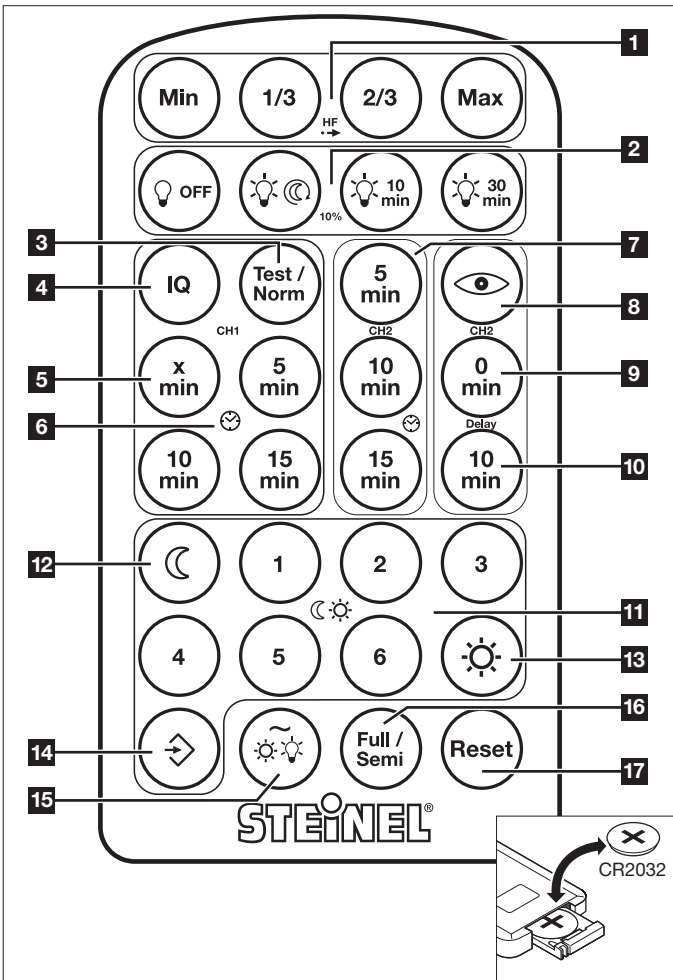 1
Min 1/3 2/3 Max
HF
2
OFF 10 min 30 min
10%
3
7
4
IQ Test / Norm 5 min
8
CH1 CH2 CH2
5
x min 5 min 10 min 0 min
9
6
Delay
10 min 15 min 15 min 10 min
10
12
1 2 3
11
4 5 6
13
16
14
Full / Semi Reset
17
15
STEINEL®
CR2032